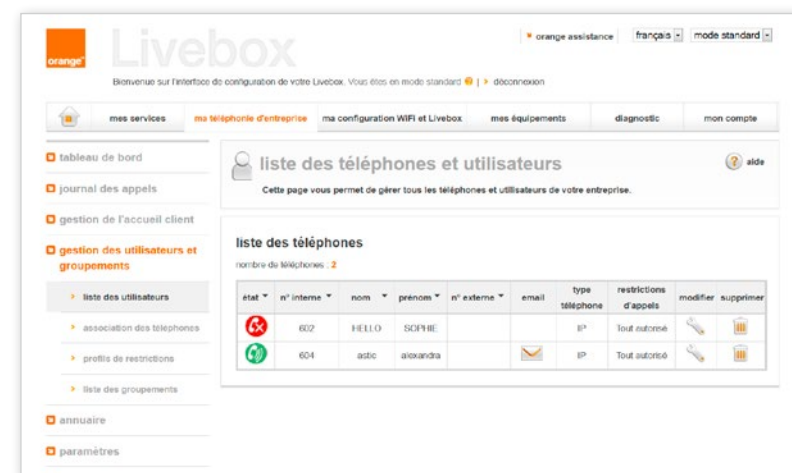 orange™
Livebox
orange assistance
français
mode standard
Bienvenue sur l'interface de configuration de votre Livebox. Vous êtes en mode standard | > déconnexion
mes services
ma téléphonie d'entreprise
ma configuration WiFi et Livebox
mes équipements
diagnostic
mon compte
tableau de bord
journal des appels
gestion de l'accueil client
gestion des utilisateurs et
groupements
liste des utilisateurs
association des téléphones
profils de restrictions
liste des groupements
annuaire
paramètres
liste des téléphones et utilisateurs
aide
Cette page vous permet de gérer tous les téléphones et utilisateurs de votre entreprise.
liste des téléphones
nombre de téléphones : 2
état n° interne nom prénom n° externe email type téléphone restrictions d'appels modifier supprimer
602 HELLO SOPHIE IP Tout autorisé
604 astic alexandra IP Tout autorisé